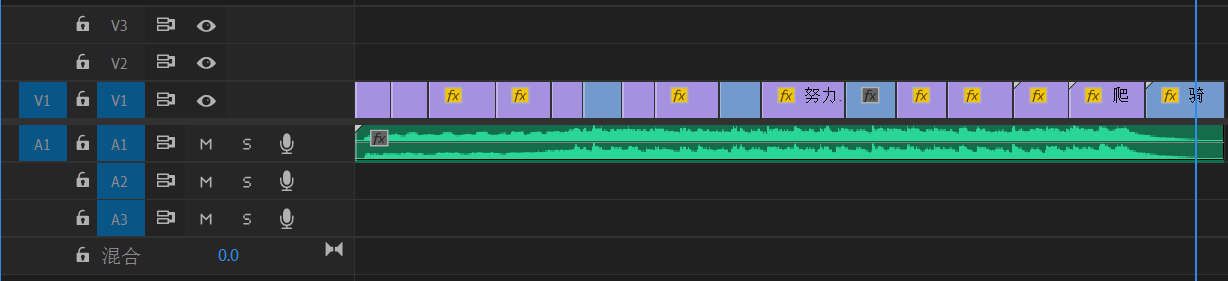 V3
V2
V1 V1 fx fx fx fx 努力. fx fx fx fx fx 爬 fx 骑
A1 A1 M S fx
A2 M S
A3 M S
混合 0.0